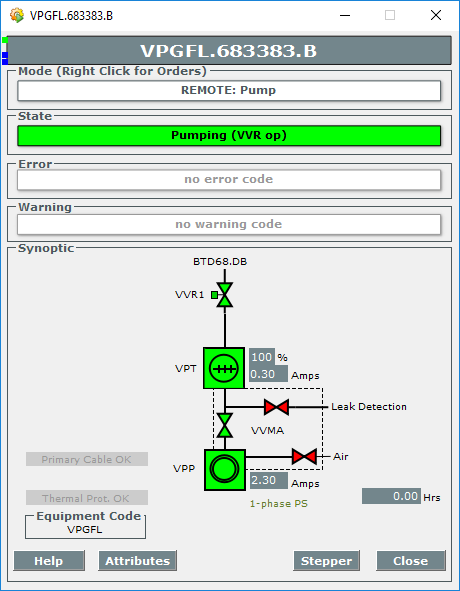 VPGFL.683383.B
VPGFL.683383.B
Mode (Right Click for Orders)
REMOTE: Pump
State
Pumping (VVR op)
Error
no error code
Warning
no warning code
Synoptic
BTD68.DB
VVR1
VPT
100 %
0.30 Amps
Leak Detection
VVMA
Primary Cable OK
VPP
Air
2.30 Amps
Thermal Prot. OK
1-phase PS
0.00 Hrs
Equipment Code
VPGFL
Help Attributes Stepper Close